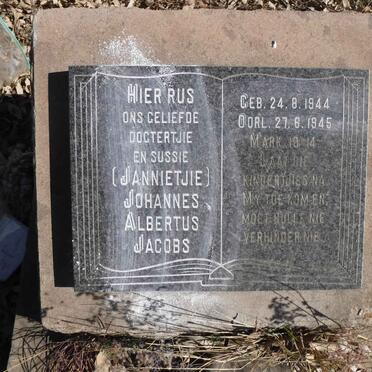 HIER RUS
ONS GELIEFDE
DOGTERTJIE
EN SUSSIE
(JANNIETJIE)
JOHANNES
ALBERTUS
JACOBS
GEB. 24.8.1944
OORL. 27.6.1945
MARK. 10:14
LAAT DIE
KINDERTJIES NA
MY TOE KOM EN
MOET HULLE NIE
VERHINDER NIE.